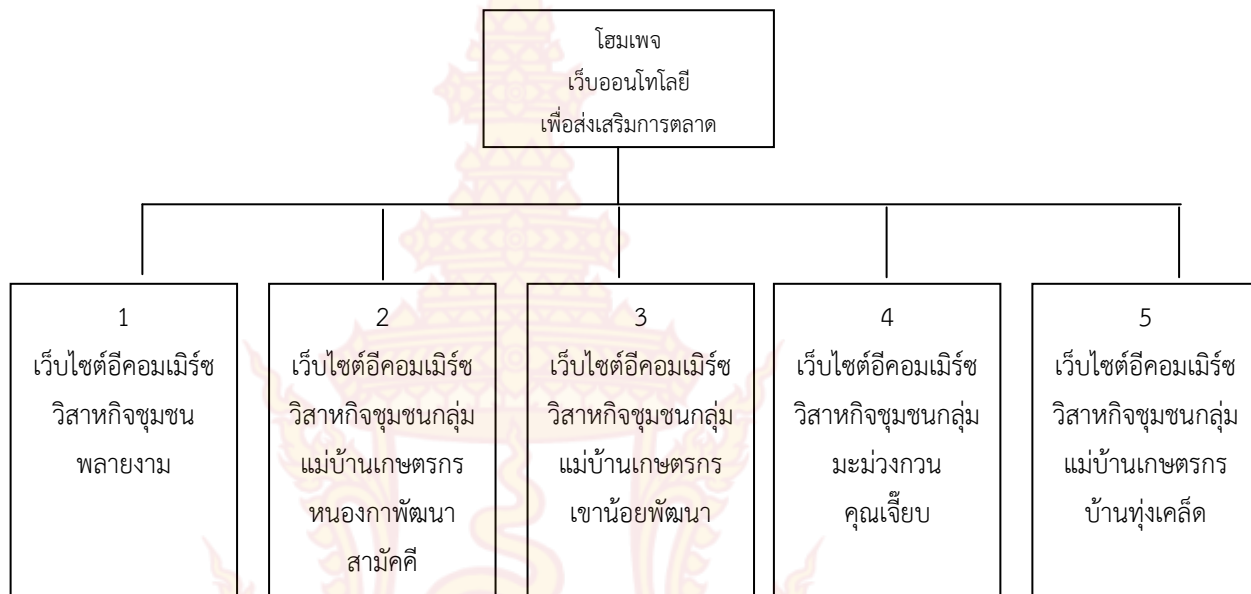 โฮมเพจ
เว็บออนโทโลยี
เพื่อส่งเสริมการตลาด
1
เว็บไซต์อีคอมเมิร์ซ
วิสาหกิจชุมชน
พลายงาม
2
เว็บไซต์อีคอมเมิร์ซ
วิสาหกิจชุมชนกลุ่ม
แม่บ้านเกษตรกร
หนองกาพัฒนา
สามัคคี
3
เว็บไซต์อีคอมเมิร์ซ
วิสาหกิจชุมชนกลุ่ม
แม่บ้านเกษตรกร
เขาน้อยพัฒนา
4
เว็บไซต์อีคอมเมิร์ซ
วิสาหกิจชุมชนกลุ่ม
มะม่วงกวน
คุณเจี๊ยบ
5
เว็บไซต์อีคอมเมิร์ซ
วิสาหกิจชุมชนกลุ่ม
แม่บ้านเกษตรกร
บ้านทุ่งเคล็ด